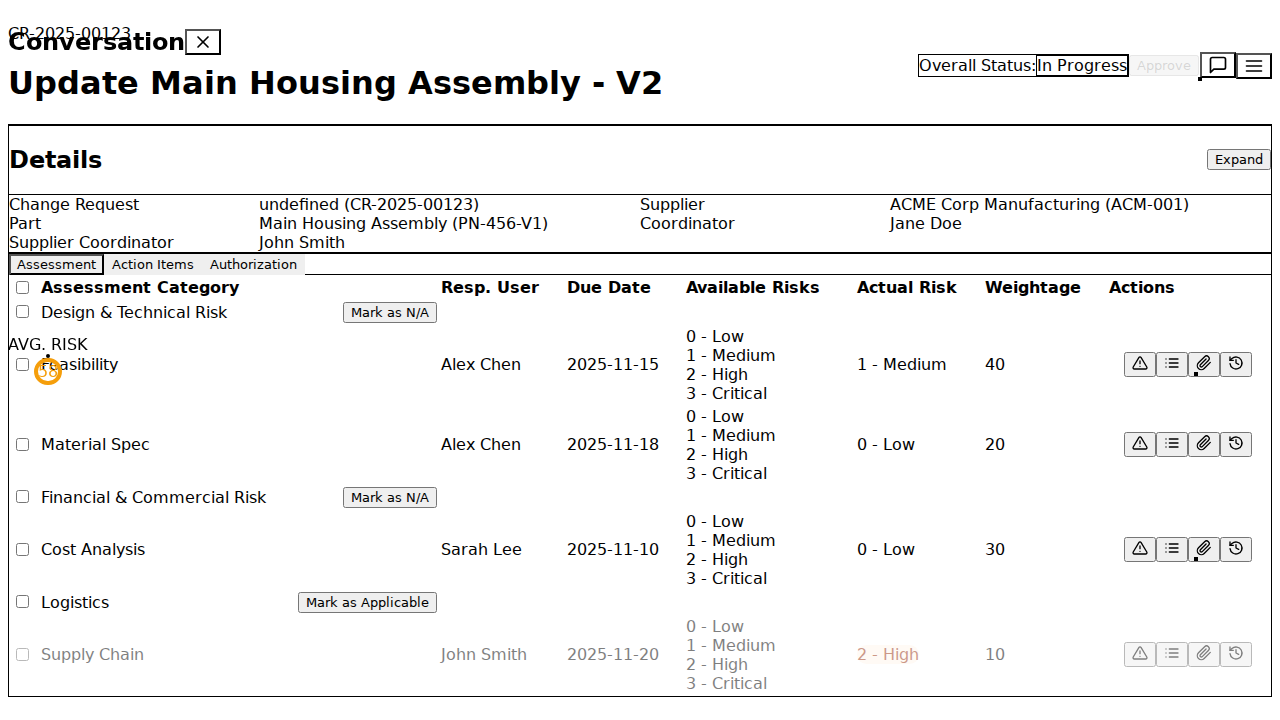 CR-2025-00123
Conversation
Update Main Housing Assembly - V2
Overall Status: In Progress Approve
Details
Expand
Change Request undefined (CR-2025-00123) Supplier ACME Corp Manufacturing (ACM-001)
Part Main Housing Assembly (PN-456-V1) Coordinator Jane Doe
Supplier Coordinator John Smith
Assessment Action Items Authorization
Assessment Category Resp. User Due Date Available Risks Actual Risk Weightage Actions
Design & Technical Risk Mark as N/A
AVG. RISK
58
Feasibility Alex Chen 2025-11-15 0 - Low
1 - Medium
2 - High
3 - Critical
1 - Medium 40
Material Spec Alex Chen 2025-11-18 0 - Low
1 - Medium
2 - High
3 - Critical
0 - Low 20
Financial & Commercial Risk Mark as N/A
Cost Analysis Sarah Lee 2025-11-10 0 - Low
1 - Medium
2 - High
3 - Critical
0 - Low 30
Logistics Mark as Applicable
Supply Chain John Smith 2025-11-20 0 - Low
1 - Medium
2 - High
3 - Critical
2 - High 10